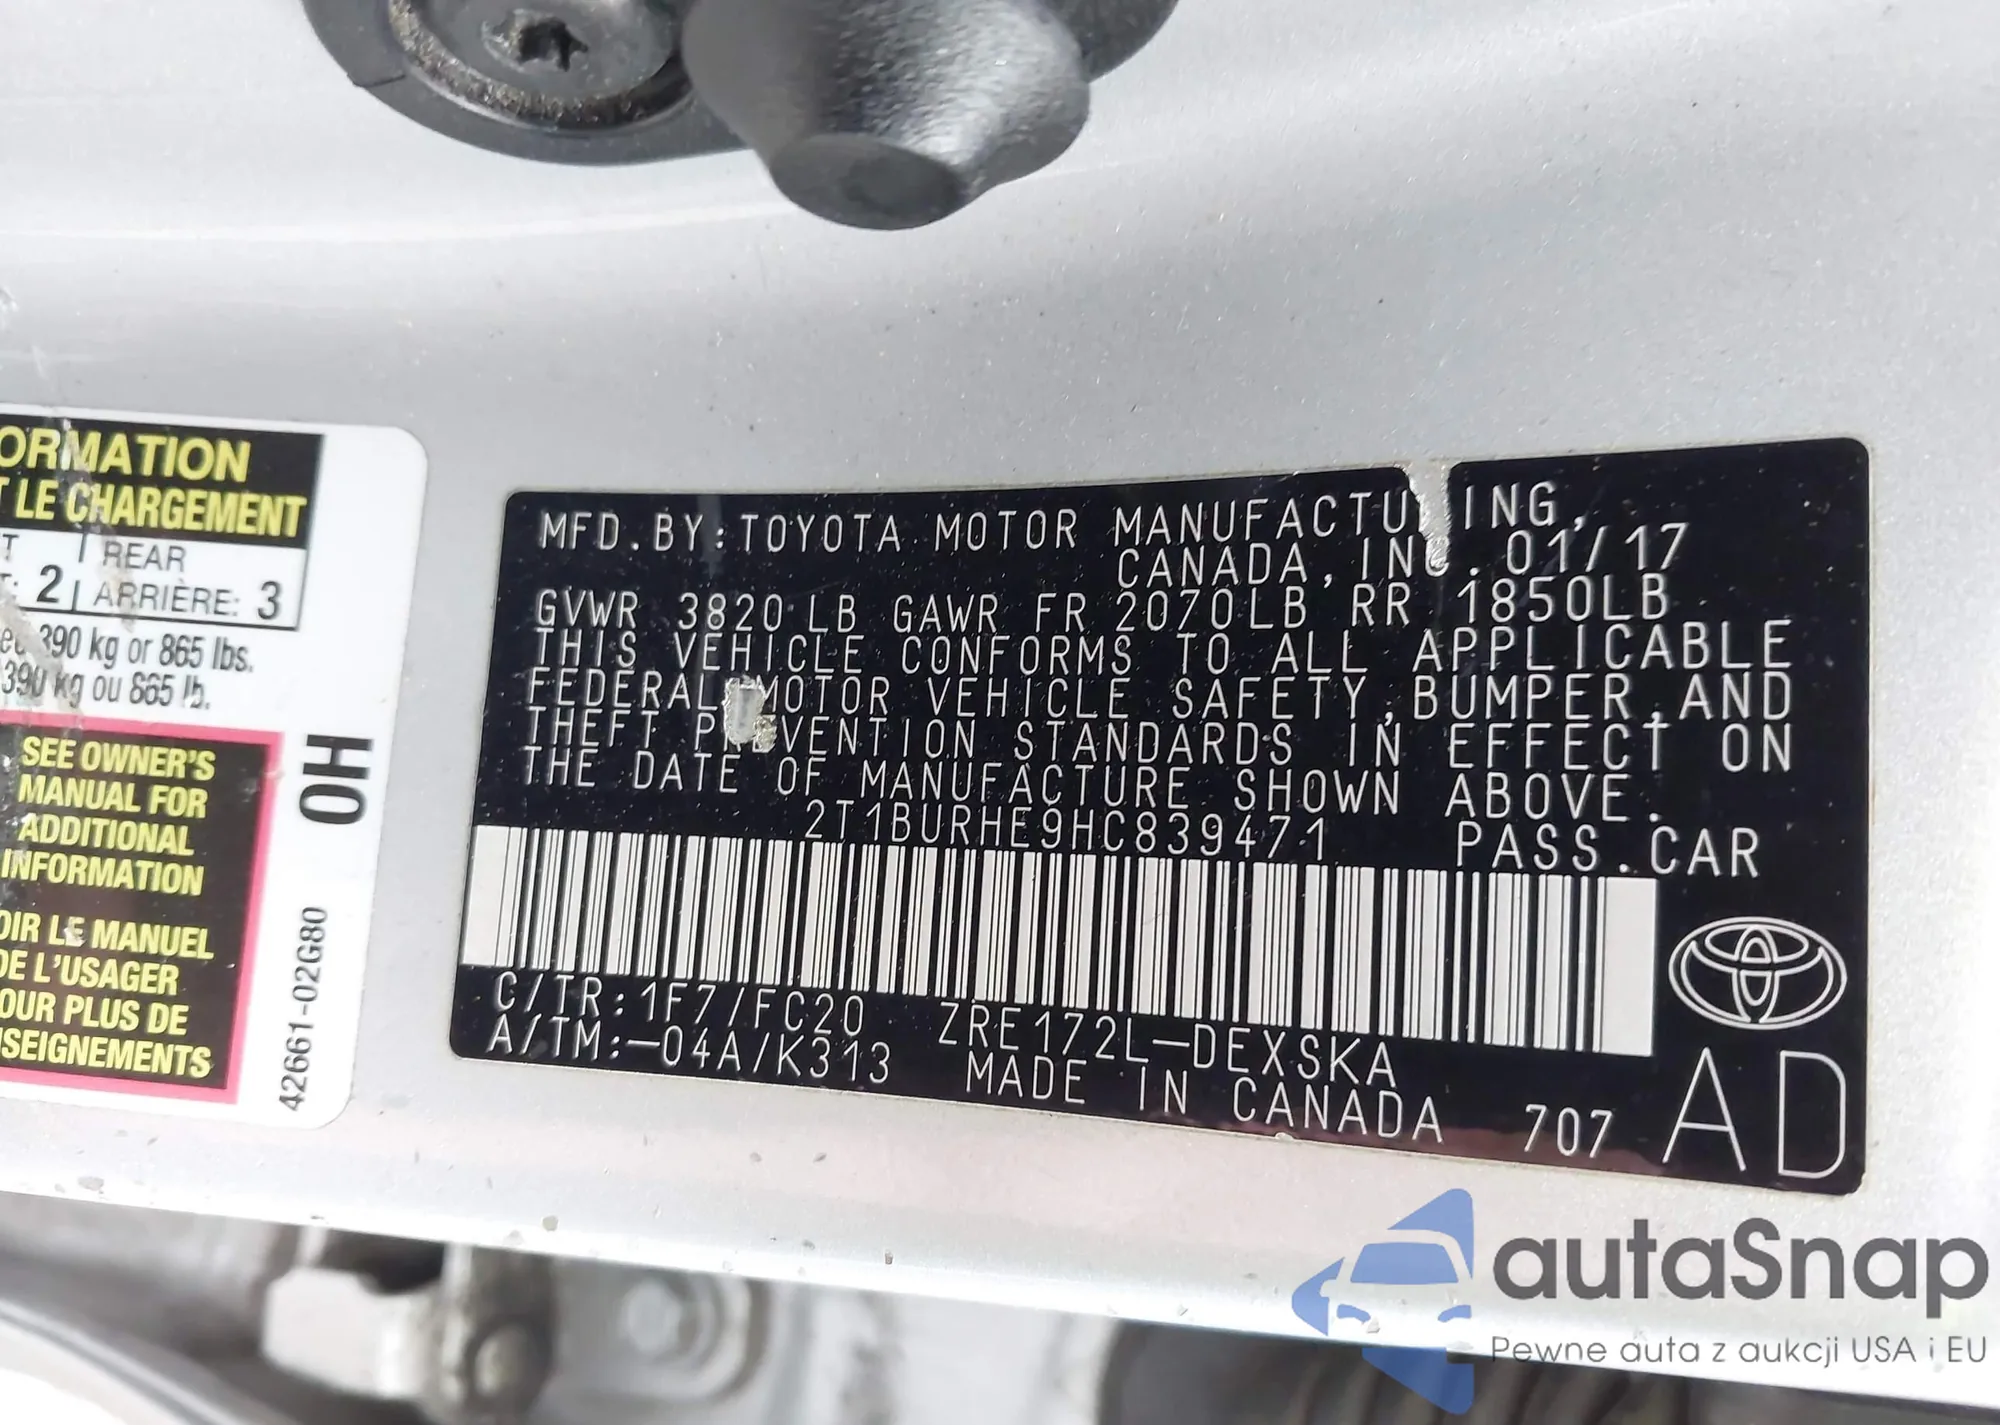 ORMATION
T LE CHARGEMENT
T REAR
: 2 ARRIÈRE: 3
390 kg or 865 lbs.
390 kg ou 865 lb.
SEE OWNER'S
MANUAL FOR
ADDITIONAL
INFORMATION
OIR LE MANUEL
DE L'USAGER
OUR PLUS DE
SEIGNEMENTS
OH
42661-02G80
MFD.BY:TOYOTA MOTOR MANUFACTU ING,
CANADA,INC. 01/17
GVWR 3820LB GAWR FR 2070LB RR 1850LB
THIS VEHICLE CONFORMS TO ALL APPLICABLE
FEDERAL MOTOR VEHICLE SAFETY,BUMPER,AND
THEFT PREVENTION STANDARDS IN EFFECT ON
THE DATE OF MANUFACTURE SHOWN ABOVE.
2T1BURHE9HC839471 PASS.CAR
C/TR:1F7/FC20 ZRE172L-DEXSKA
A/TM:-04A/K313 MADE IN CANADA 707 AD
autaSnap
Pewne auta z aukcji USA i EU